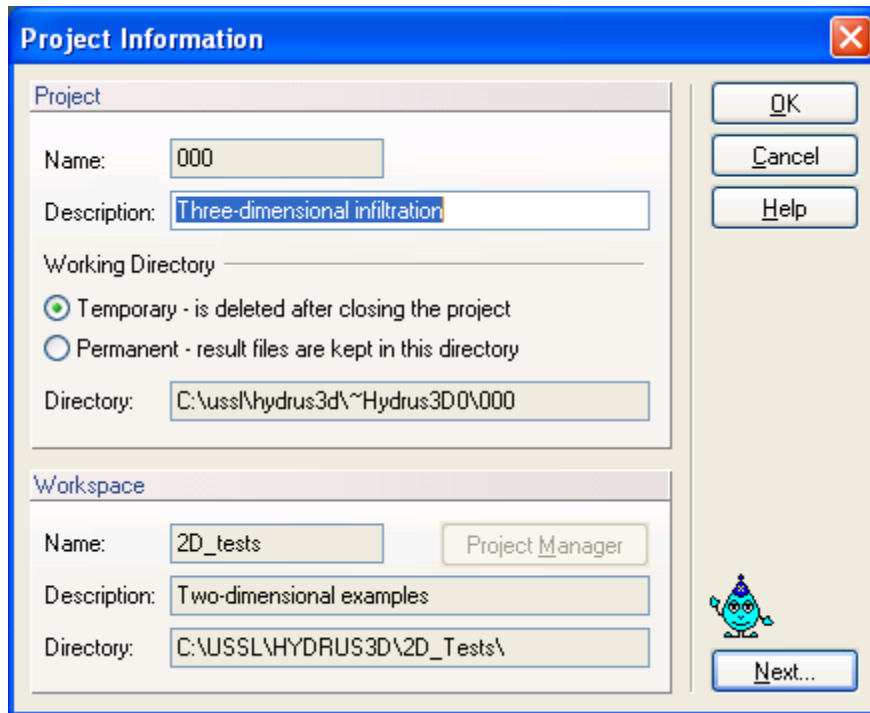 Project Information
Project
Name: 000
Description: Three-dimensional infiltration
Working Directory
Temporary - is deleted after closing the project
Permanent - result files are kept in this directory
Directory: C:\ussl\hydrus3d\~Hydrus3D0\000
OK
Cancel
Help
Workspace
Name: 2D_tests Project Manager
Description: Two-dimensional examples
Directory: C:\USSL\HYDRUS3D\2D_Tests\
Next...